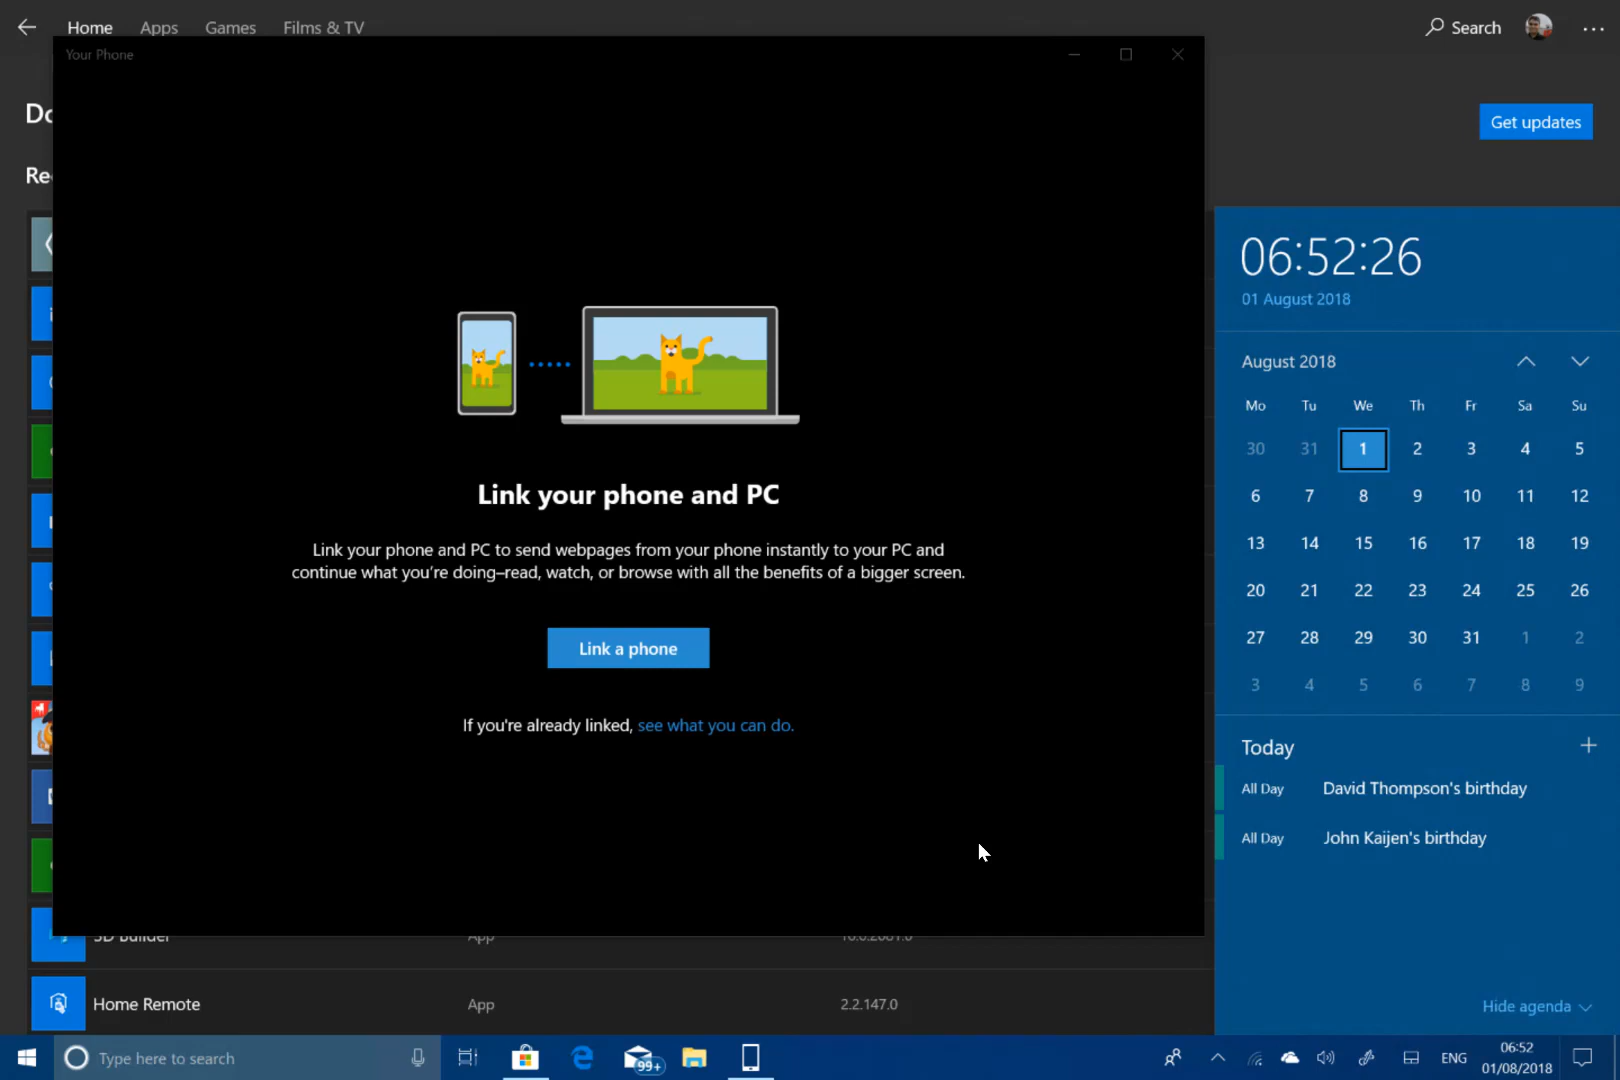 Home Apps Games Films & TV
Search
Your Phone
Get updates
Link your phone and PC
Link your phone and PC to send webpages from your phone instantly to your PC and
continue what you're doing–read, watch, or browse with all the benefits of a bigger screen.
Link a phone
If you're already linked, see what you can do.
App
Home Remote App 2.2.147.0
06:52:26
01 August 2018
August 2018
Mo Tu We Th Fr Sa Su
30 31 1 2 3 4 5
6 7 8 9 10 11 12
13 14 15 16 17 18 19
20 21 22 23 24 25 26
27 28 29 30 31 1 2
3 4 5 6 7 8 9
Today
All Day David Thompson's birthday
All Day John Kaijen's birthday
Hide agenda
Type here to search
99+
ENG
06:52
01/08/2018